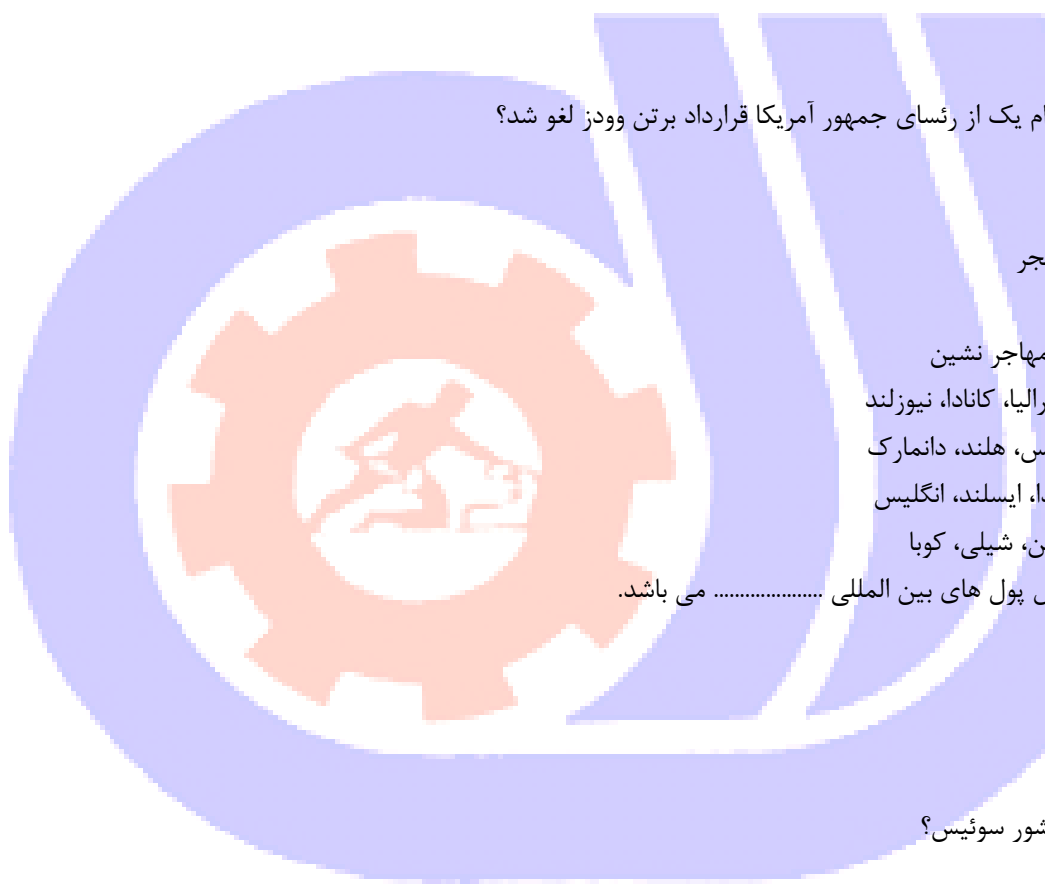 ام یک از رئسای جمهور آمریکا قرارداد برتن وودز لغو شد؟
جر
مهاجر نشین
رالیا، کانادا، نیوزلند
س، هلند، دانمارک
دا، ایسلند، انگلیس
ن، شیلی، کوبا
ل پول های بین المللی .................... می باشد.
شور سوئیس؟